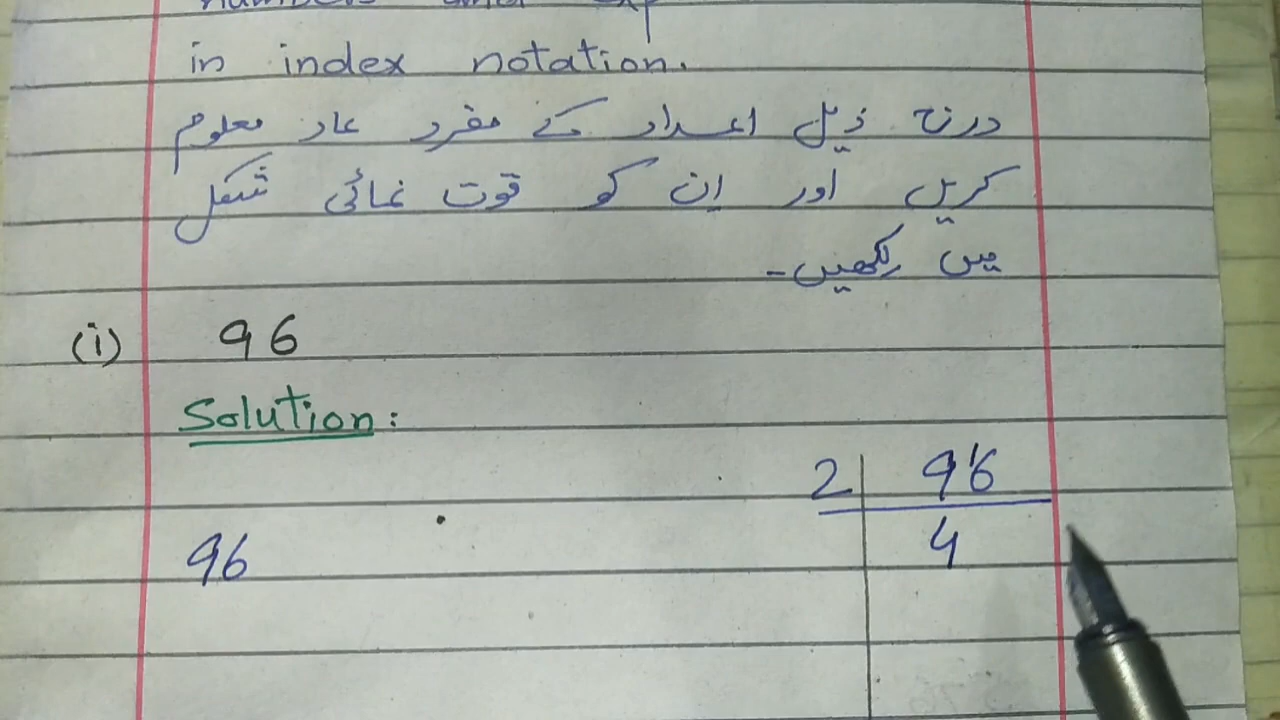 in index notation.
درج ذیل اعداد کے مفرد عاد معلوم
کریں اور ان کو قوت نمائی شکل
میں رکھیں۔
(i) 96
Solution:
2 | 96
96
4